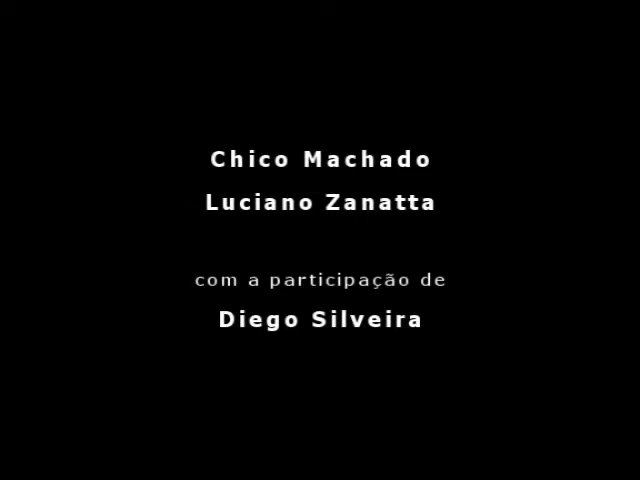 Chico Machado
Luciano Zanatta
com a participação de
Diego Silveira